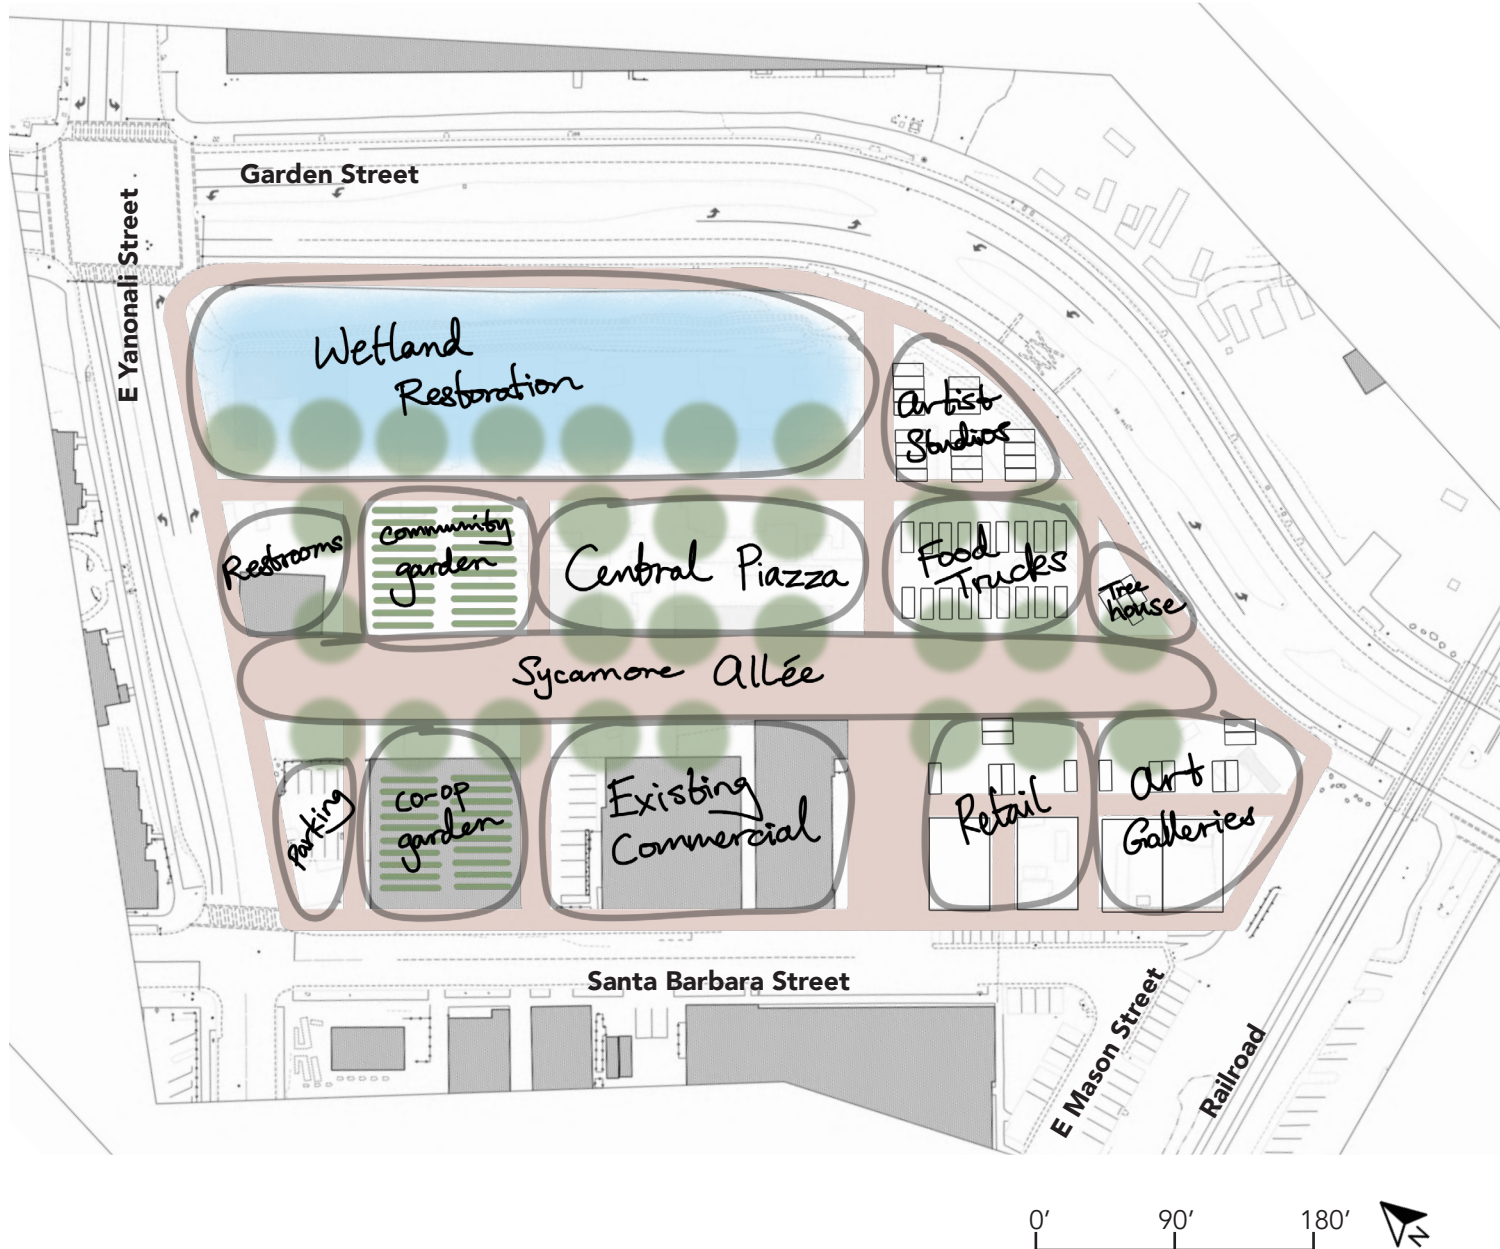 Garden Street
E Yanonali Street
Wetland
Restoration
Artist
Studios
Restrooms
Community
garden
Central Piazza
Food
Trucks
Tree
house
Sycamore Allée
Parking
Co-op
garden
Existing
Commercial
Retail
Art
Galleries
Santa Barbara Street
E Mason Street
Railroad
0' 90' 180'
N